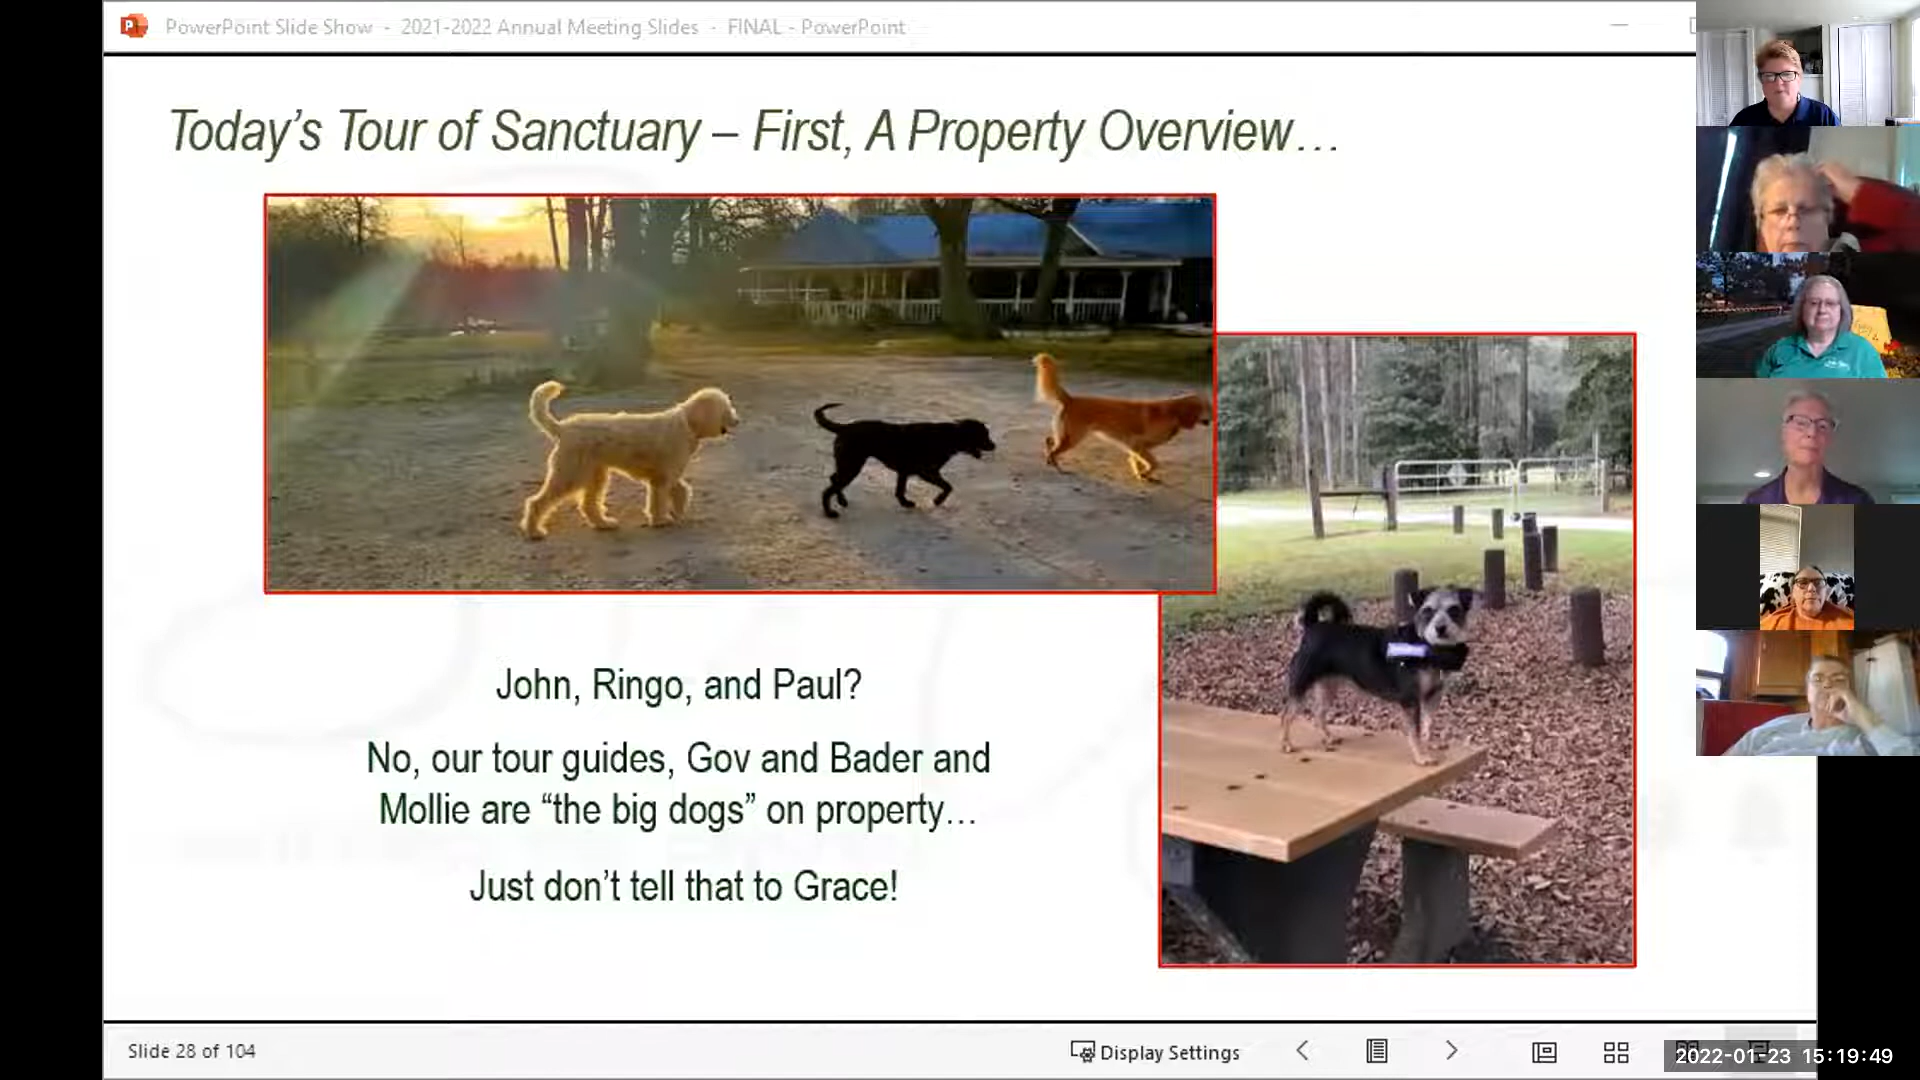 PowerPoint Slide Show - 2021-2022 Annual Meeting Slides - FINAL - PowerPoint
Today’s Tour of Sanctuary – First, A Property Overview…
John, Ringo, and Paul?
No, our tour guides, Gov and Bader and
Mollie are “the big dogs” on property…
Just don’t tell that to Grace!
Slide 28 of 104
Display Settings
2022-01-23 15:19:49